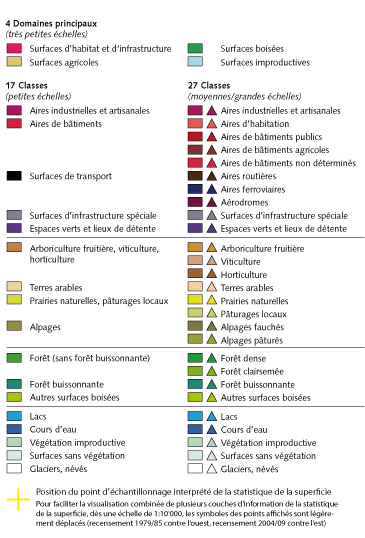 4 Domaines principaux
(très petites échelles)
Surfaces d'habitat et d'infrastructure
Surfaces boisées
Surfaces agricoles
Surfaces improductives
17 Classes
(petites échelles)
27 Classes
(moyennes/grandes échelles)
Aires industrielles et artisanales
Aires industrielles et artisanales
Aires de bâtiments
Aires d'habitation
Aires de bâtiments publics
Aires de bâtiments agricoles
Aires de bâtiments non déterminés
Surfaces de transport
Aires routières
Aires ferroviaires
Aérodromes
Surfaces d'infrastructure spéciale
Surfaces d'infrastructure spéciale
Espaces verts et lieux de détente
Espaces verts et lieux de détente
Arboriculture fruitière, viticulture,
horticulture
Arboriculture fruitière
Viticulture
Horticulture
Terres arables
Terres arables
Prairies naturelles, pâturages locaux
Prairies naturelles
Pâturages locaux
Alpages
Alpages fauchés
Alpages pâturés
Forêt (sans forêt buissonnante)
Forêt dense
Forêt clairsemée
Forêt buissonnante
Forêt buissonnante
Autres surfaces boisées
Autres surfaces boisées
Lacs
Lacs
Cours d'eau
Cours d'eau
Végétation improductive
Végétation improductive
Surfaces sans végétation
Surfaces sans végétation
Glaciers, névés
Glaciers, névés
Position du point d'échantillonnage interprété de la statistique de la superficie
Pour faciliter la visualisation combinée de plusieurs couches d'information de la statistique
de la superficie, dès une échelle de 1:10'000, les symboles des points affichés sont légère-
ment déplacés (recensement 1979/85 contre l'ouest, recensement 2004/09 contre l'est)